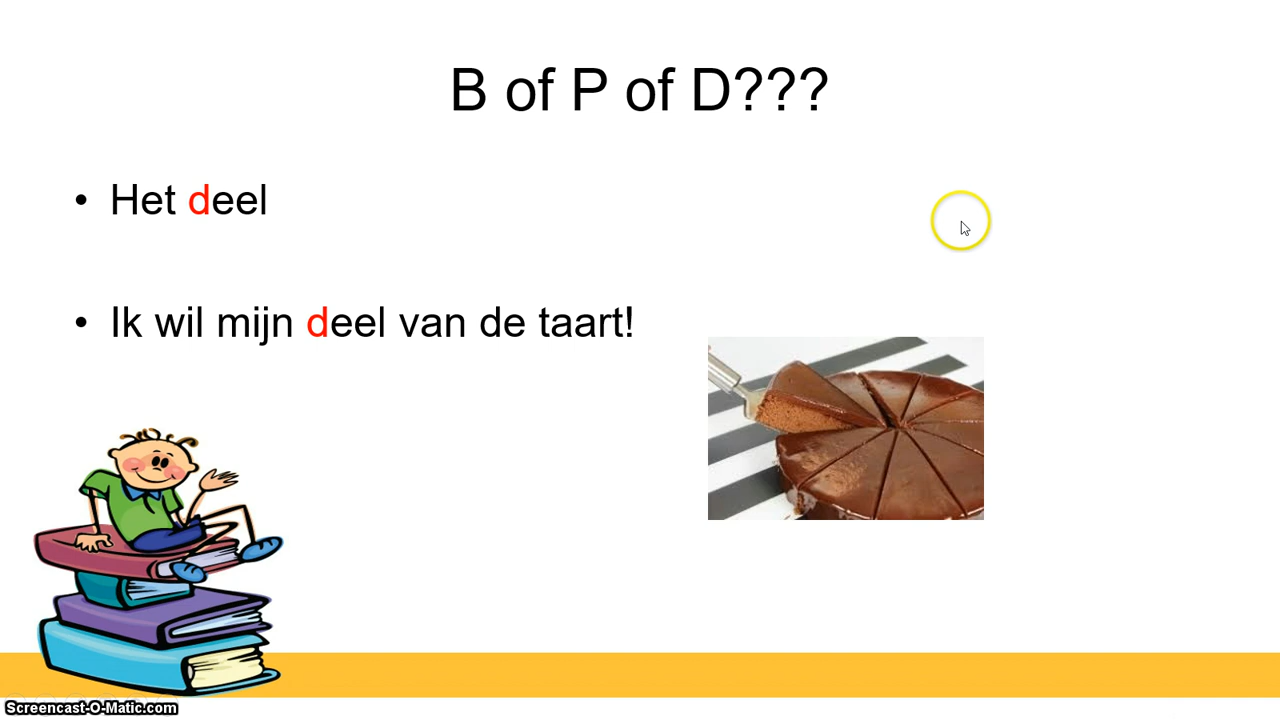 B of P of D???
• Het deel
• Ik wil mijn deel van de taart!
Screencast-O-Matic.com